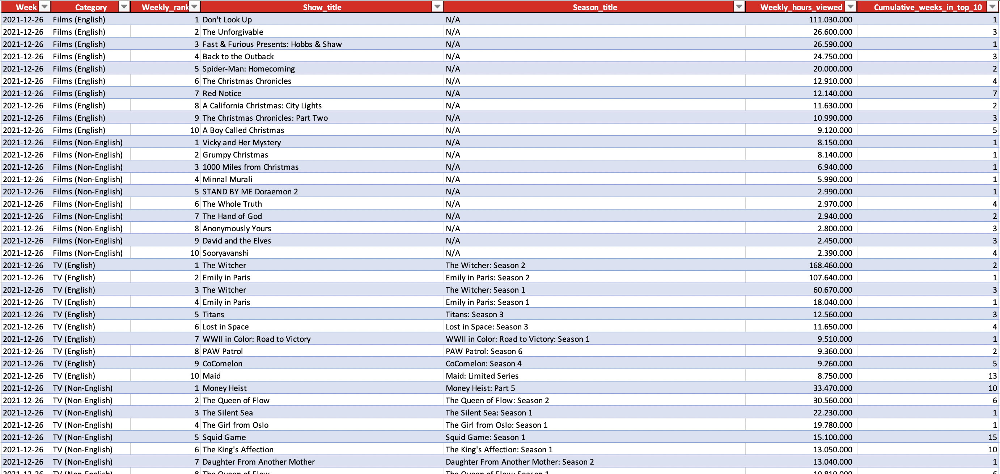 Week Category Weekly_rank Show_title Season_title Weekly_hours_viewed Cumulative_weeks_in_top_10
2021-12-26 Films (English) 1 Don't Look Up N/A 111.030.000 1
2021-12-26 Films (English) 2 The Unforgivable N/A 26.600.000 3
2021-12-26 Films (English) 3 Fast & Furious Presents: Hobbs & Shaw N/A 26.590.000 1
2021-12-26 Films (English) 4 Back to the Outback N/A 24.750.000 3
2021-12-26 Films (English) 5 Spider-Man: Homecoming N/A 20.000.000 2
2021-12-26 Films (English) 6 The Christmas Chronicles N/A 12.910.000 4
2021-12-26 Films (English) 7 Red Notice N/A 12.140.000 7
2021-12-26 Films (English) 8 A California Christmas: City Lights N/A 11.630.000 2
2021-12-26 Films (English) 9 The Christmas Chronicles: Part Two N/A 10.990.000 3
2021-12-26 Films (English) 10 A Boy Called Christmas N/A 9.120.000 5
2021-12-26 Films (Non-English) 1 Vicky and Her Mystery N/A 8.150.000 1
2021-12-26 Films (Non-English) 2 Grumpy Christmas N/A 8.140.000 1
2021-12-26 Films (Non-English) 3 1000 Miles from Christmas N/A 6.940.000 1
2021-12-26 Films (Non-English) 4 Minnal Murali N/A 5.990.000 1
2021-12-26 Films (Non-English) 5 STAND BY ME Doraemon 2 N/A 2.990.000 1
2021-12-26 Films (Non-English) 6 The Whole Truth N/A 2.970.000 4
2021-12-26 Films (Non-English) 7 The Hand of God N/A 2.940.000 2
2021-12-26 Films (Non-English) 8 Anonymously Yours N/A 2.800.000 3
2021-12-26 Films (Non-English) 9 David and the Elves N/A 2.450.000 3
2021-12-26 Films (Non-English) 10 Sooryavanshi N/A 2.390.000 4
2021-12-26 TV (English) 1 The Witcher The Witcher: Season 2 168.460.000 2
2021-12-26 TV (English) 2 Emily in Paris Emily in Paris: Season 2 107.640.000 1
2021-12-26 TV (English) 3 The Witcher The Witcher: Season 1 60.670.000 3
2021-12-26 TV (English) 4 Emily in Paris Emily in Paris: Season 1 18.040.000 1
2021-12-26 TV (English) 5 Titans Titans: Season 3 12.560.000 3
2021-12-26 TV (English) 6 Lost in Space Lost in Space: Season 3 11.650.000 4
2021-12-26 TV (English) 7 WWII in Color: Road to Victory WWII in Color: Road to Victory: Season 1 9.510.000 1
2021-12-26 TV (English) 8 PAW Patrol PAW Patrol: Season 6 9.360.000 2
2021-12-26 TV (English) 9 CoComelon CoComelon: Season 4 9.260.000 5
2021-12-26 TV (English) 10 Maid Maid: Limited Series 8.750.000 13
2021-12-26 TV (Non-English) 1 Money Heist Money Heist: Part 5 33.470.000 10
2021-12-26 TV (Non-English) 2 The Queen of Flow The Queen of Flow: Season 2 30.560.000 6
2021-12-26 TV (Non-English) 3 The Silent Sea The Silent Sea: Season 1 22.230.000 1
2021-12-26 TV (Non-English) 4 The Girl from Oslo The Girl from Oslo: Season 1 19.780.000 1
2021-12-26 TV (Non-English) 5 Squid Game Squid Game: Season 1 15.100.000 15
2021-12-26 TV (Non-English) 6 The King's Affection The King's Affection: Season 1 13.050.000 10
2021-12-26 TV (Non-English) 7 Daughter From Another Mother Daughter From Another Mother: Season 2 13.040.000 1
2021-12-26 TV (Non-English) 8 The Queen of Flow The Queen of Flow: Season 1 10.810.000